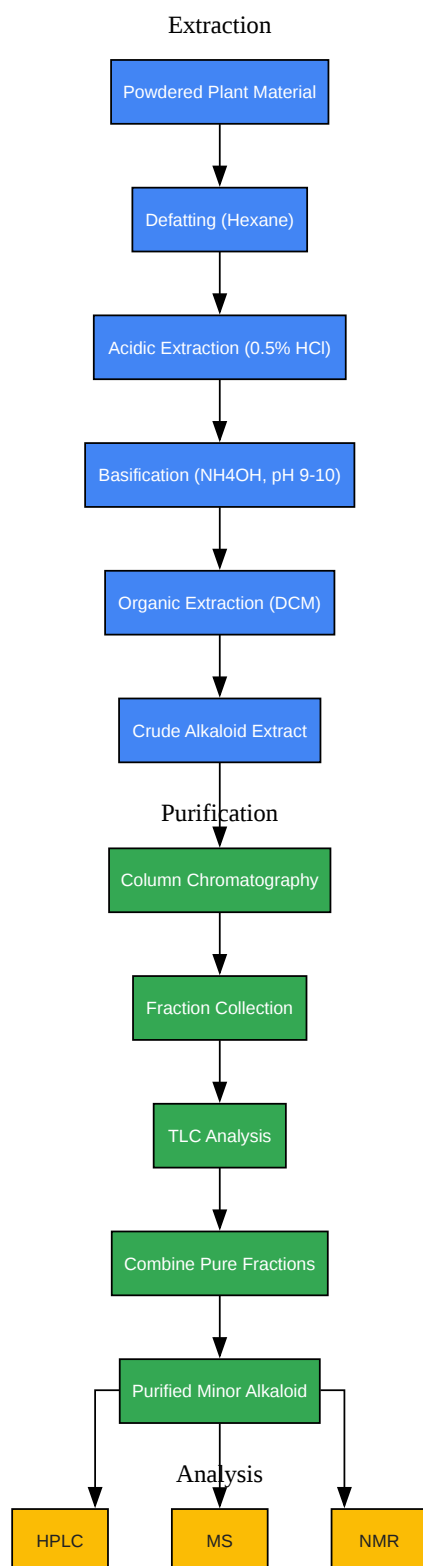 Extraction
Powdered Plant Material
Defatting (Hexane)
Acidic Extraction (0.5% HCl)
Basification (NH4OH, pH 9-10)
Organic Extraction (DCM)
Crude Alkaloid Extract
Purification
Column Chromatography
Fraction Collection
TLC Analysis
Combine Pure Fractions
Purified Minor Alkaloid
Analysis
HPLC
MS
NMR